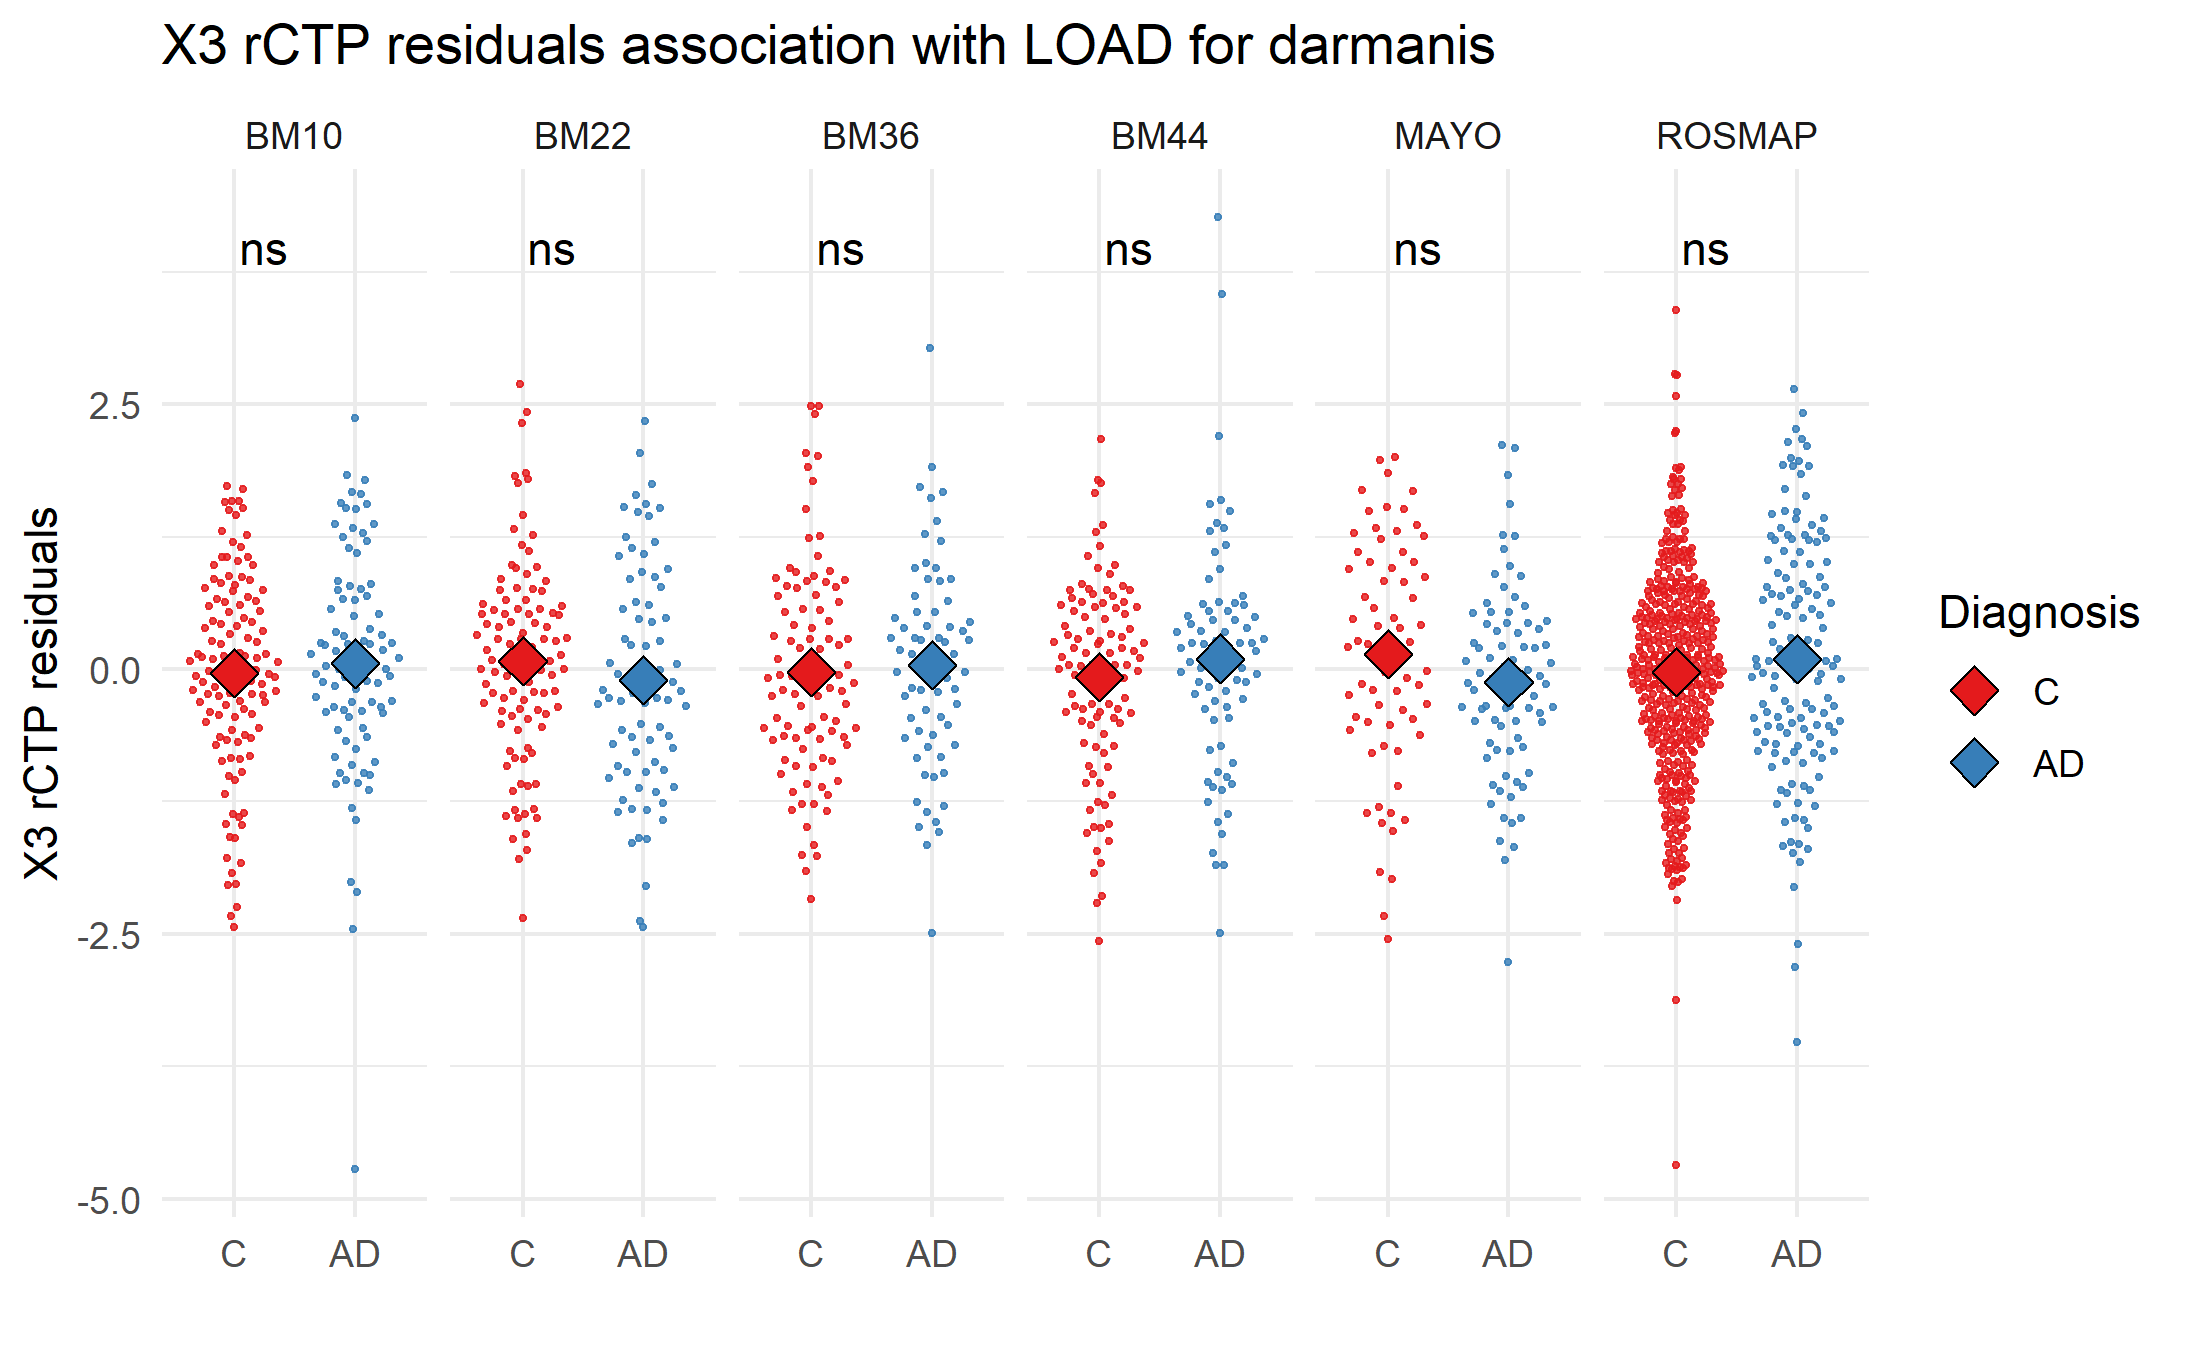 X3 rCTP residuals association with LOAD for darmanis
BM10 BM22 BM36 BM44 MAYO ROSMAP
ns ns ns ns ns ns
X3 rCTP residuals
2.5
0.0
-2.5
-5.0
C AD C AD C AD C AD C AD C AD
Diagnosis
C
AD